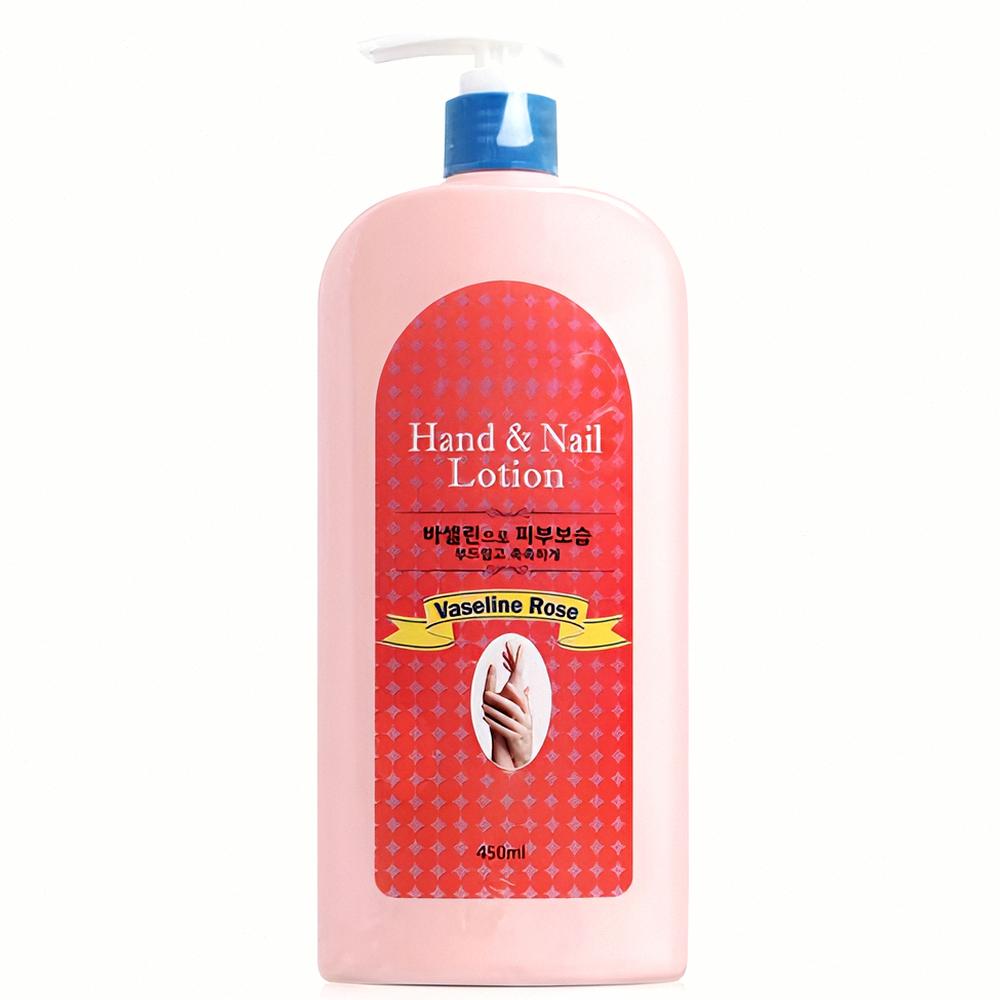 Hand & Nail
Lotion
바셀린으로 피부보습
부드럽고 촉촉하게
Vaseline Rose
450ml